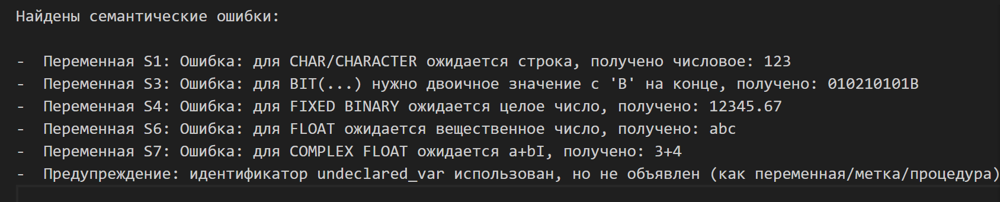 Найдены семантические ошибки:
- Переменная S1: Ошибка: для CHAR/CHARACTER ожидается строка, получено числовое: 123
- Переменная S3: Ошибка: для BIT(...) нужно двоичное значение с 'B' на конце, получено: 010210101B
- Переменная S4: Ошибка: для FIXED BINARY ожидается целое число, получено: 12345.67
- Переменная S6: Ошибка: для FLOAT ожидается вещественное число, получено: abc
- Переменная S7: Ошибка: для COMPLEX FLOAT ожидается a+bI, получено: 3+4
- Предупреждение: идентификатор undeclared_var использован, но не объявлен (как переменная/метка/процедура)